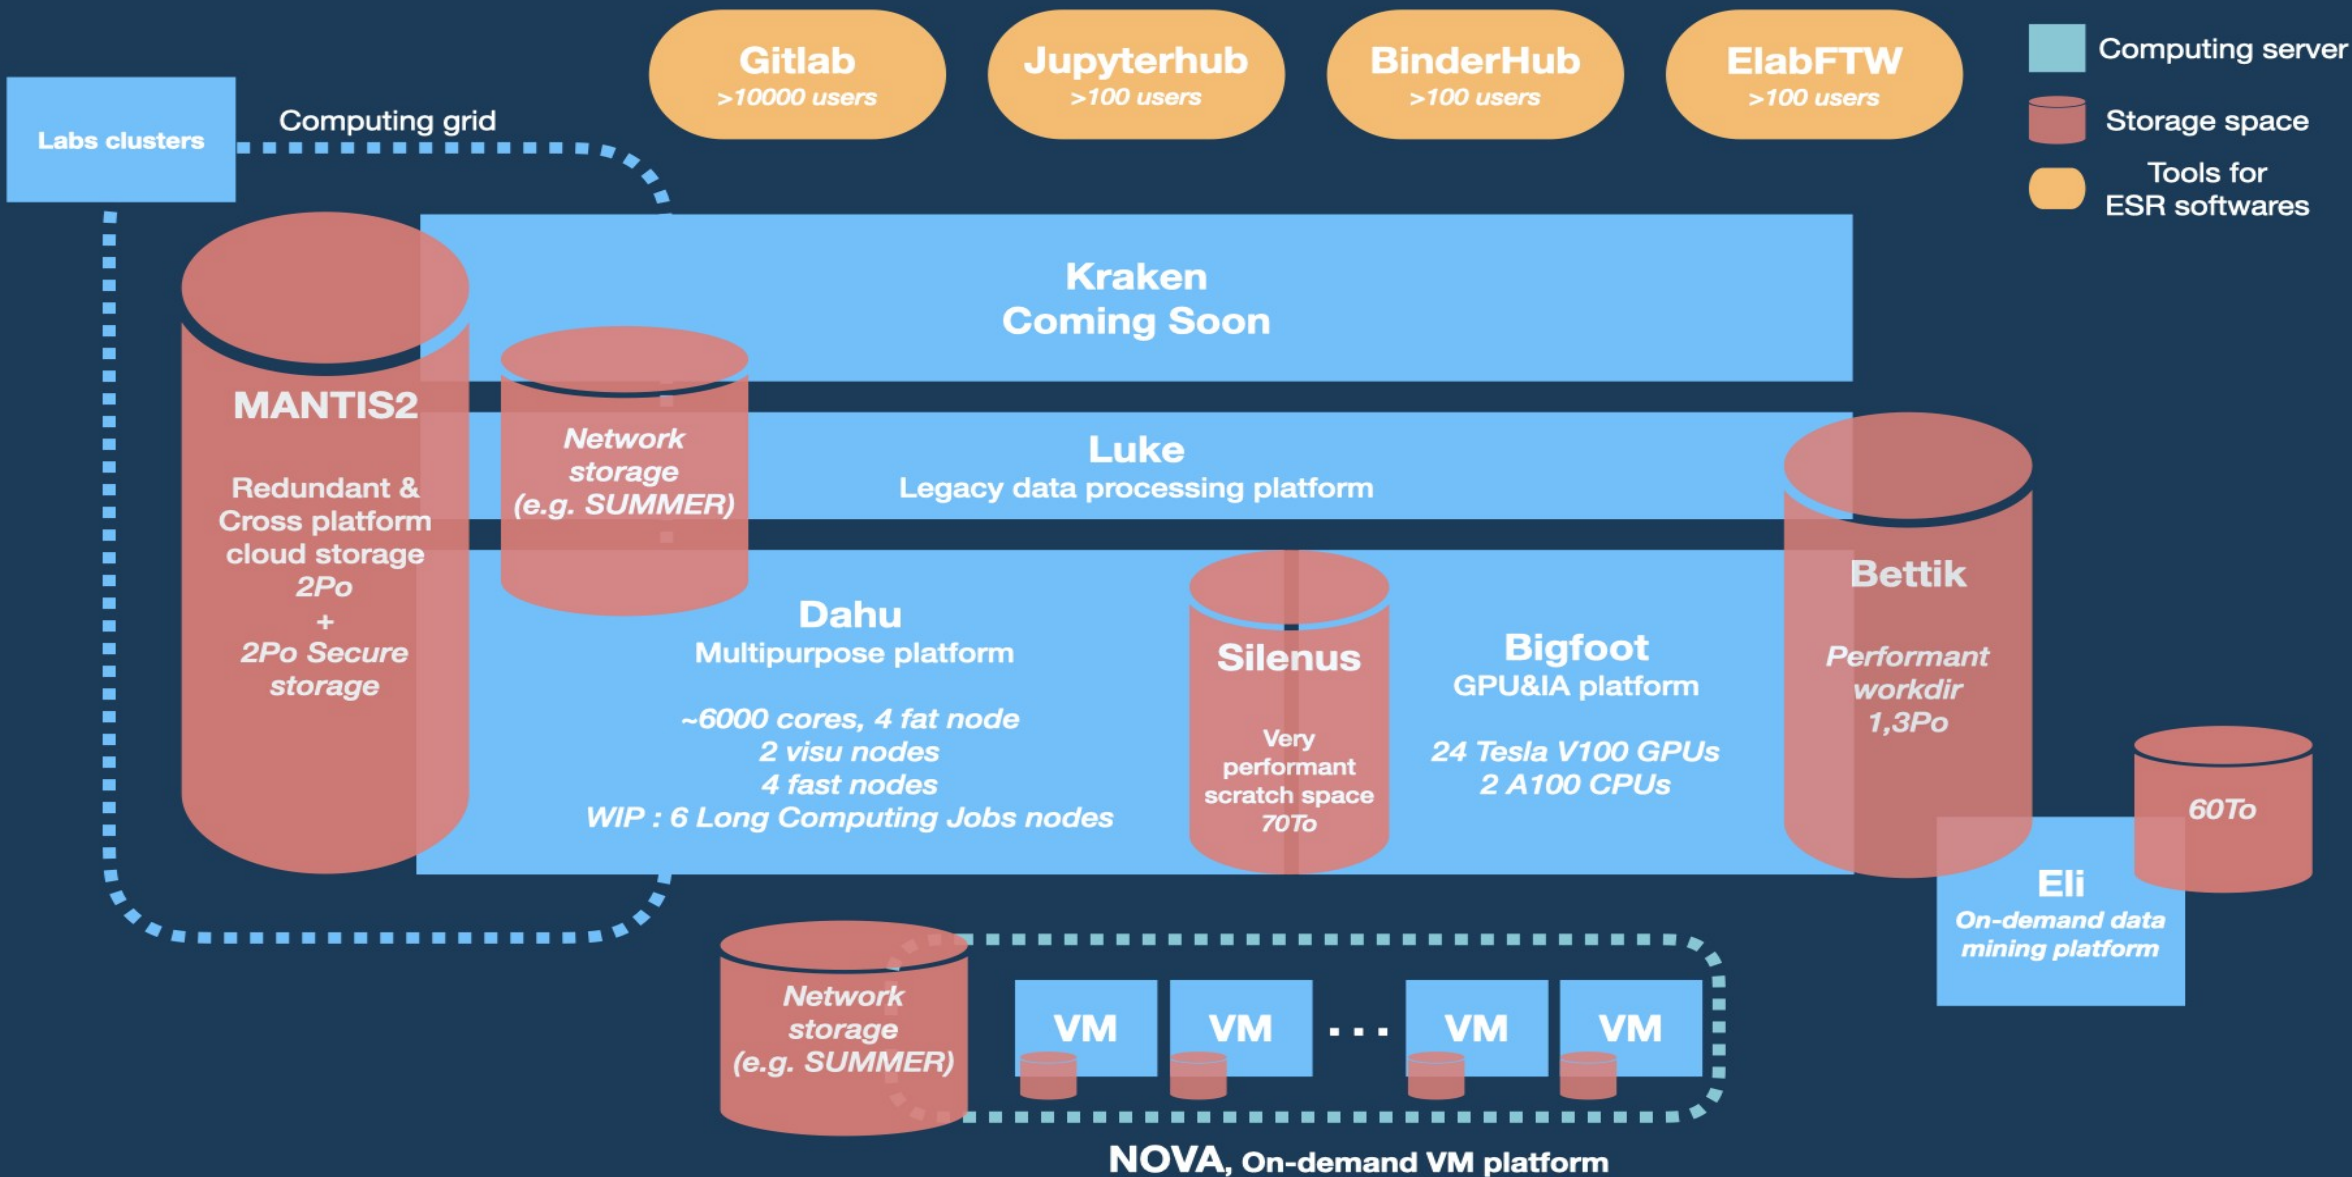 Gitlab
>10000 users
Jupyterhub
>100 users
BinderHub
>100 users
ElabFTW
>100 users
Computing server
Storage space
Tools for
ESR softwares
Labs clusters
Computing grid
Kraken
Coming Soon
MANTIS2
Redundant &
Cross platform
cloud storage
2Po
+
2Po Secure
storage
Network
storage
(e.g. SUMMER)
Luke
Legacy data processing platform
Dahu
Multipurpose platform
~6000 cores, 4 fat node
2 visu nodes
4 fast nodes
WIP : 6 Long Computing Jobs nodes
Silenus
Very
performant
scratch space
70To
Bigfoot
GPU&IA platform
24 Tesla V100 GPUs
2 A100 CPUs
Bettik
Performant
workdir
1,3Po
60To
Eli
On-demand data
mining platform
Network
storage
(e.g. SUMMER)
VM
VM
...
VM
VM
NOVA, On-demand VM platform